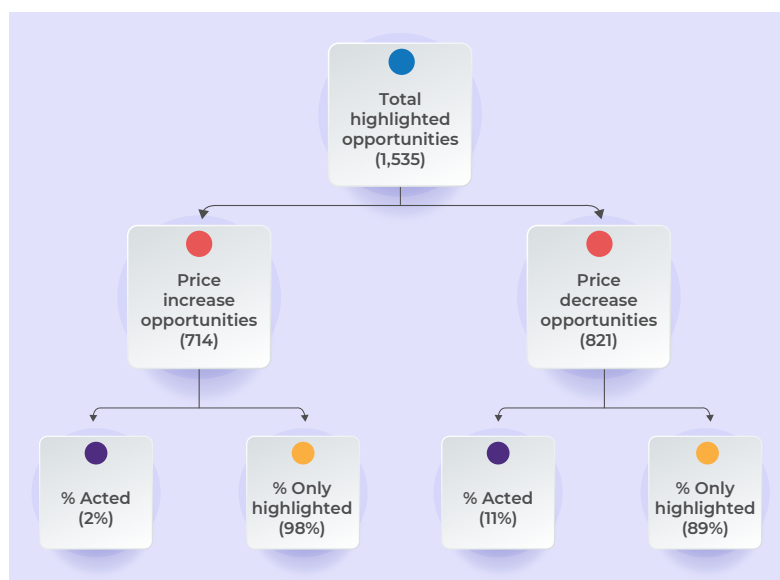 Total
highlighted
opportunities
(1,535)
Price
increase
opportunities
(714)
Price
decrease
opportunities
(821)
% Acted
(2%)
% Only
highlighted
(98%)
% Acted
(11%)
% Only
highlighted
(89%)